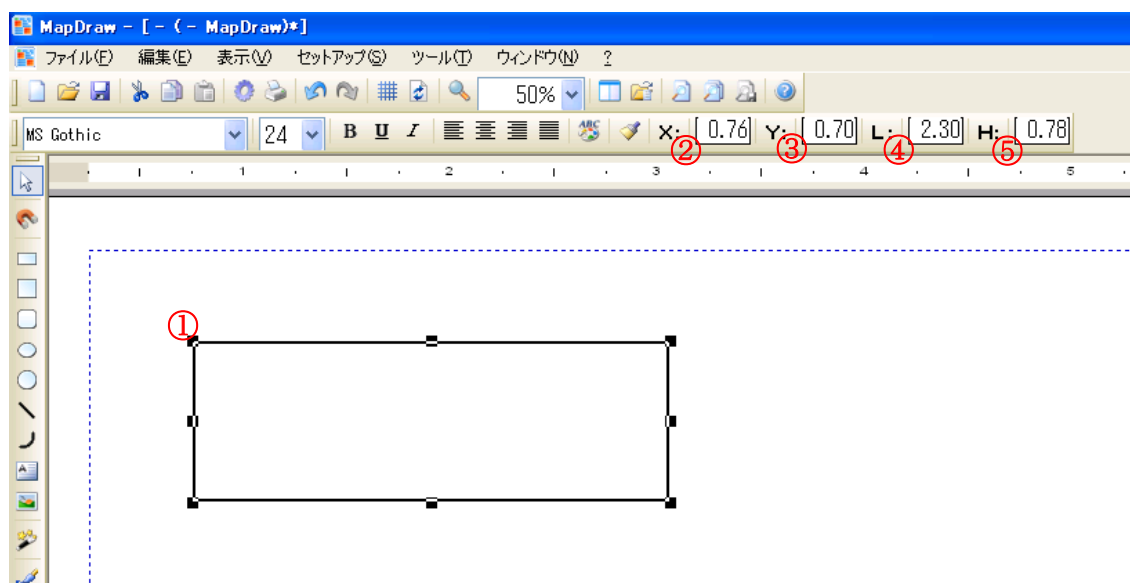 MapDraw - [ - ( - MapDraw)*]
ファイル(F) 編集(E) 表示(V) セットアップ(S) ツール(T) ウィンドウ(N) ?
50%
MS Gothic 24 B U I ABC X: 0.76 Y: 0.70 L: 2.30 H: 0.78
② ③ ④ ⑤
1 2 3 4 5
①
A